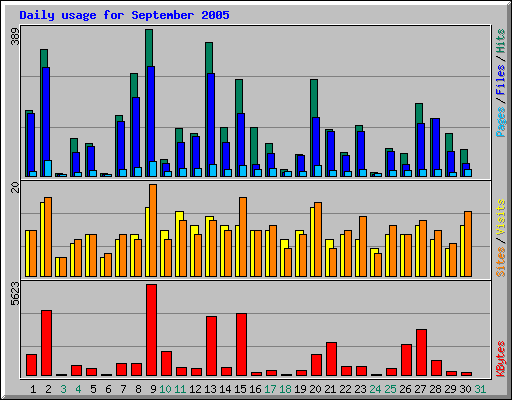 Daily usage for September 2005
389
Pages / Files / Hits
20
Sites / Visits
5623
KBytes
1 2 3 4 5 6 7 8 9 10 11 12 13 14 15 16 17 18 19 20 21 22 23 24 25 26 27 28 29 30 31